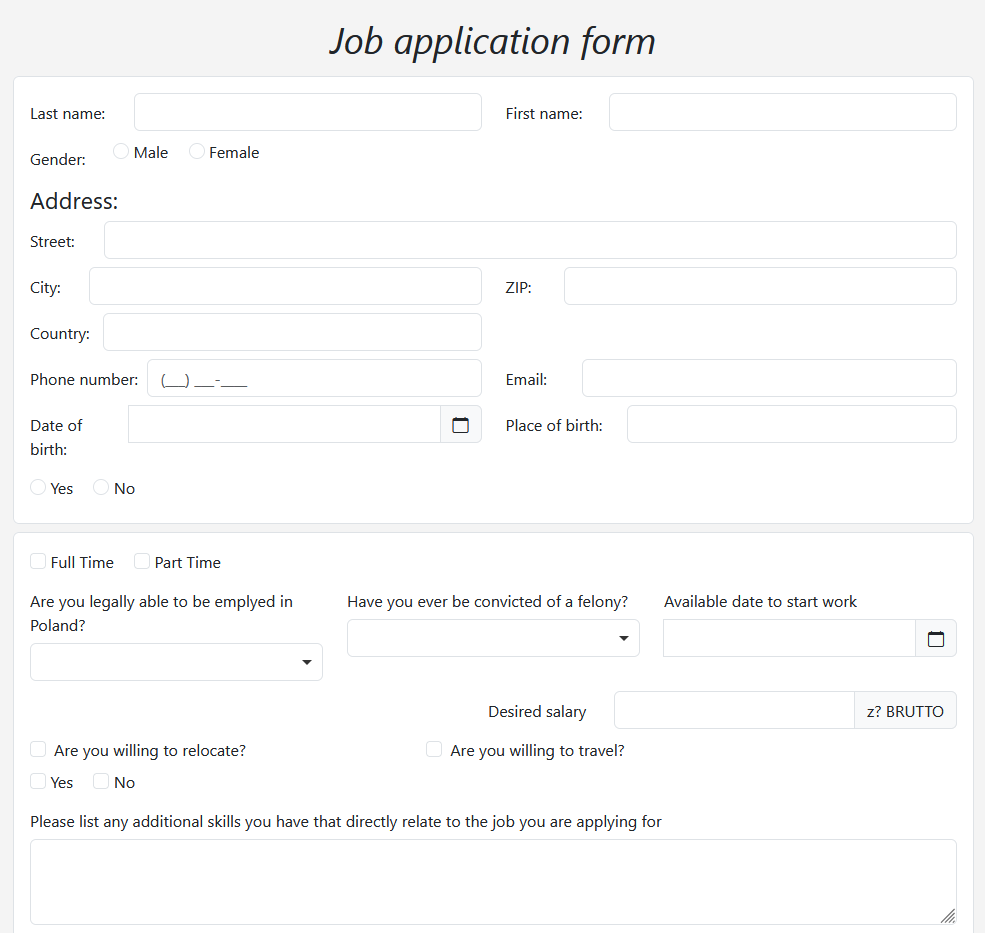 Job application form
Last name: First name:
Gender: Male Female
Address:
Street:
City: ZIP:
Country:
Phone number: (___) ___-____ Email:
Date of birth: Place of birth:
Yes No
Full Time Part Time
Are you legally able to be emplyed in Poland?
Have you ever be convicted of a felony?
Available date to start work
Desired salary z? BRUTTO
Are you willing to relocate? Are you willing to travel?
Yes No
Please list any additional skills you have that directly relate to the job you are applying for